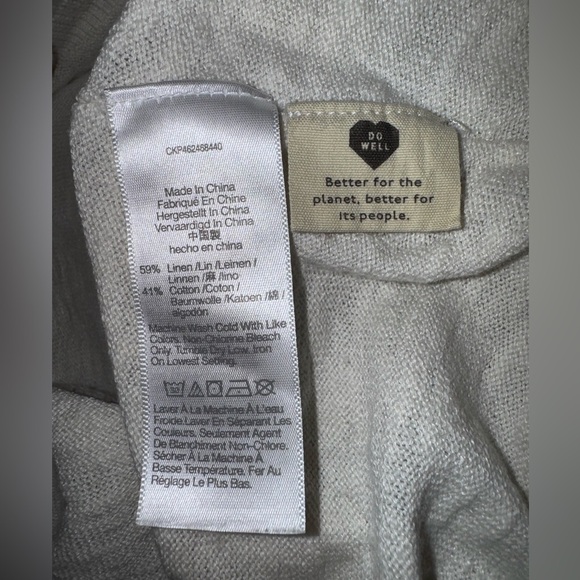 CKP462468440
Made In China
Fabriqué En Chine
Hergestellt In China
Vervaardigd In China
中国製
hecho en china
59% Linen /Lin /Leinen /
Linnen /麻 /lino
41% Cotton /Coton /
Baumwolle /Katoen /綿 /
algodón
Machine Wash Cold With Like
Colors. Non-Chlorine Bleach
Only. Tumble Dry Low. Iron
On Lowest Setting.
Laver À La Machine À L'eau
Froide.Laver En Séparant Les
Couleurs. Seulement Agent
De Blanchiment Non-Chlore.
Sécher À La Machine À
Basse Température. Fer Au
Réglage Le Plus Bas.
DO
WELL
Better for the
planet, better for
its people.